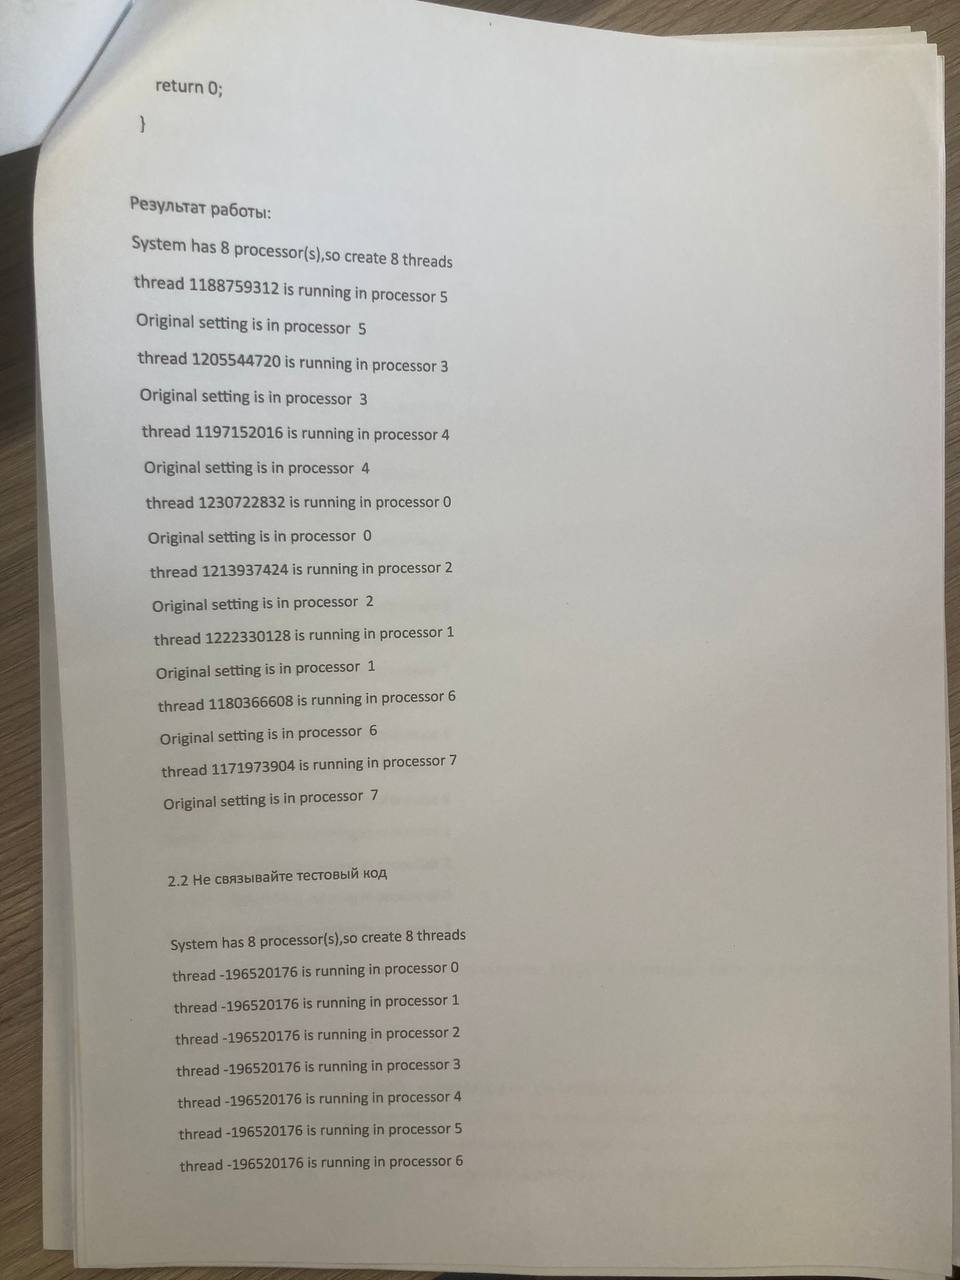 return 0;
}
Результат работы:
System has 8 processor(s),so create 8 threads
thread 1188759312 is running in processor 5
Original setting is in processor  5
thread 1205544720 is running in processor 3
Original setting is in processor  3
thread 1197152016 is running in processor 4
Original setting is in processor  4
thread 1230722832 is running in processor 0
Original setting is in processor  0
thread 1213937424 is running in processor 2
Original setting is in processor  2
thread 1222330128 is running in processor 1
Original setting is in processor  1
thread 1180366608 is running in processor 6
Original setting is in processor  6
thread 1171973904 is running in processor 7
Original setting is in processor  7
2.2 Не связывайте тестовый код
System has 8 processor(s),so create 8 threads
thread -196520176 is running in processor 0
thread -196520176 is running in processor 1
thread -196520176 is running in processor 2
thread -196520176 is running in processor 3
thread -196520176 is running in processor 4
thread -196520176 is running in processor 5
thread -196520176 is running in processor 6